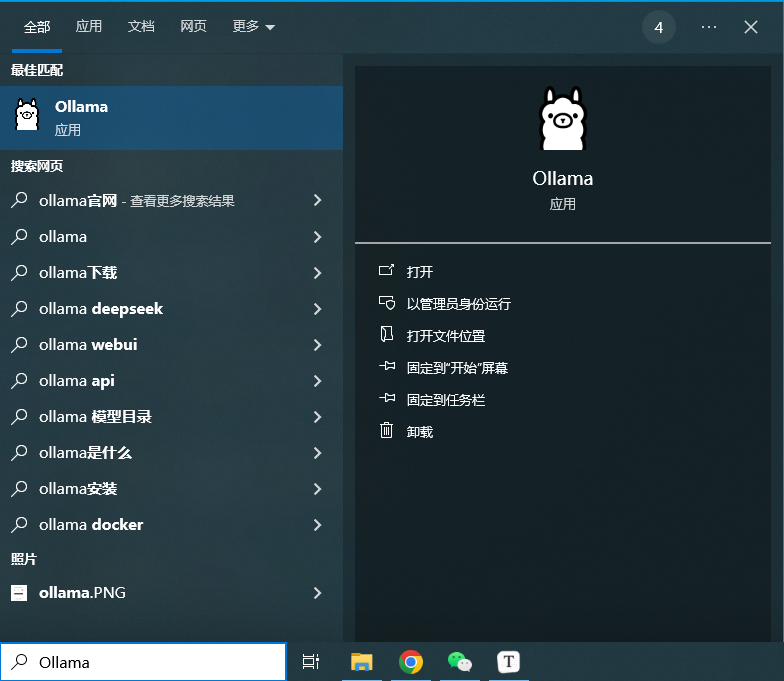 全部 应用 文档 网页 更多 4 ···
最佳匹配
Ollama
应用
搜索网页
ollama官网 - 查看更多搜索结果
ollama
ollama下载
ollama deepseek
ollama webui
ollama api
ollama 模型目录
ollama是什么
ollama安装
ollama docker
照片
ollama.PNG
Ollama
应用
打开
以管理员身份运行
打开文件位置
固定到"开始"屏幕
固定到任务栏
卸载
Ollama
T